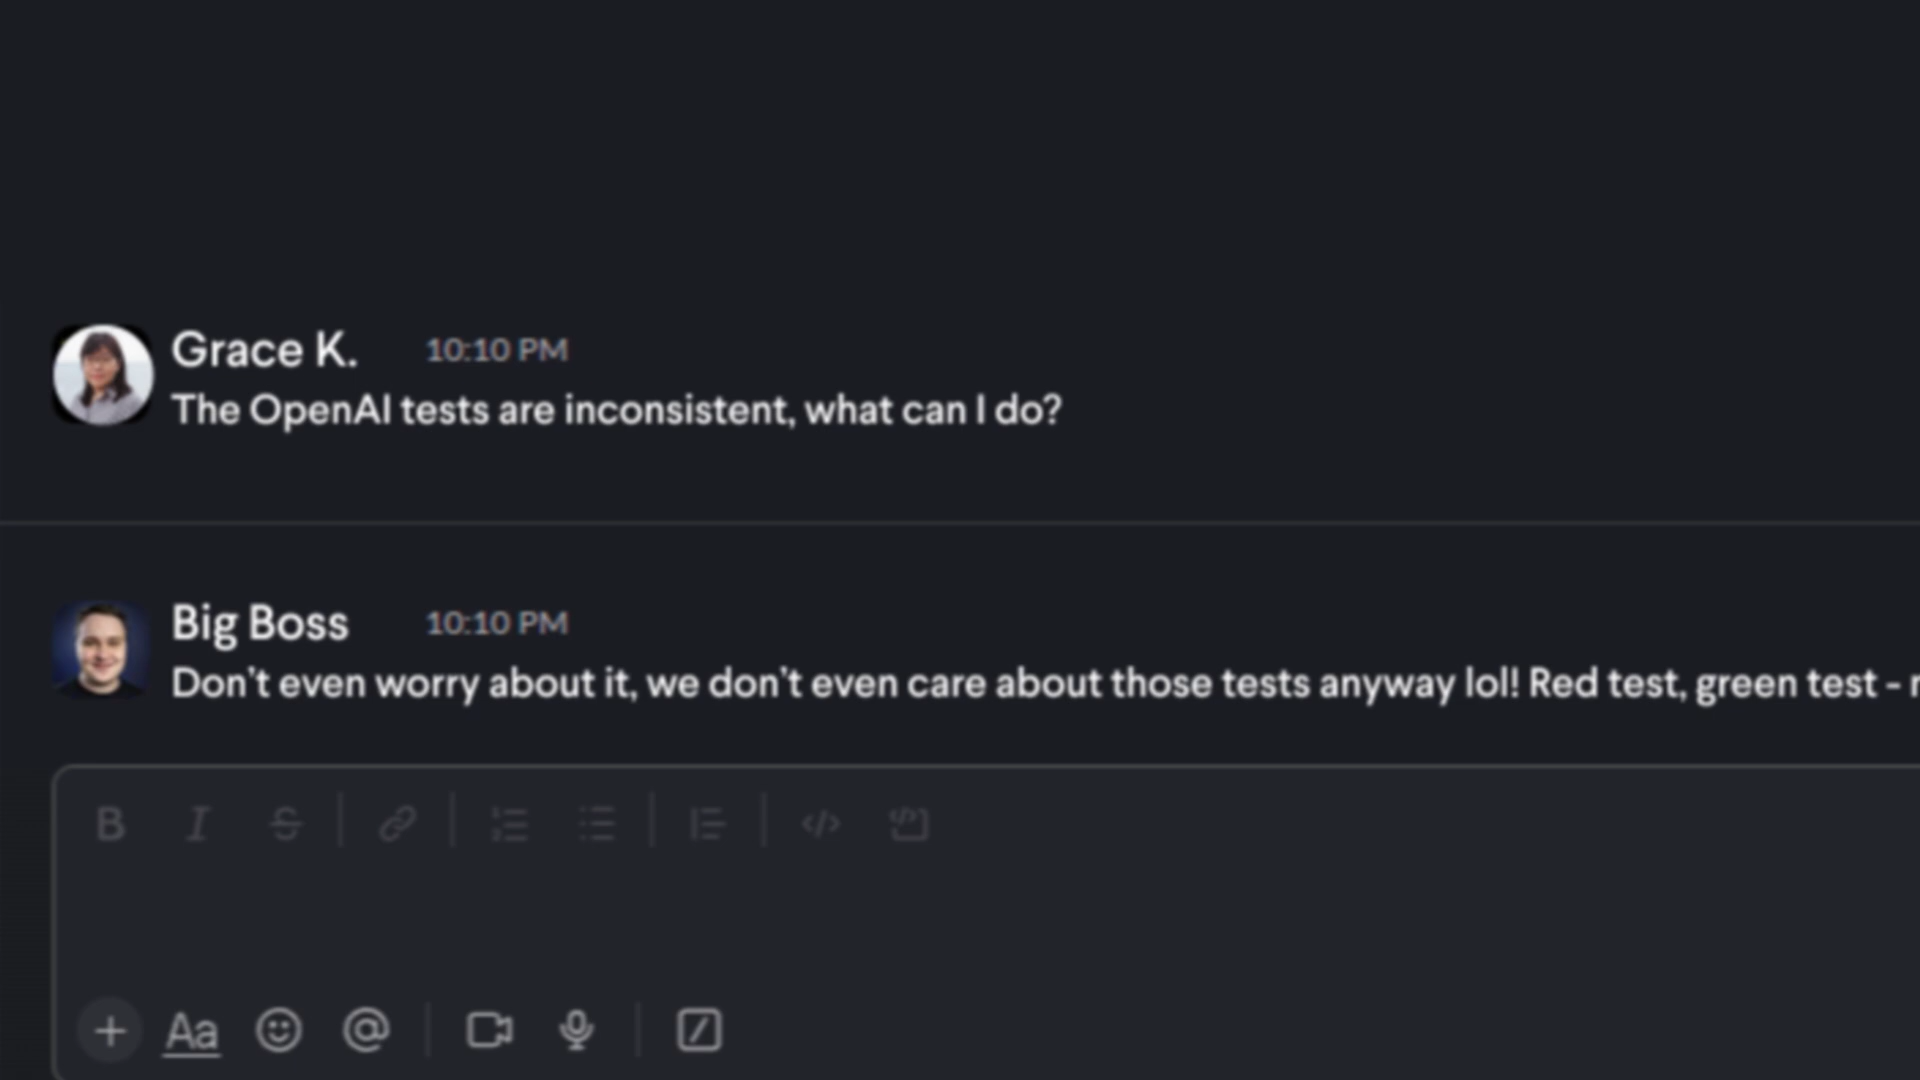 Grace K. 10:10 PM
The OpenAI tests are inconsistent, what can I do?
Big Boss 10:10 PM
Don't even worry about it, we don't even care about those tests anyway lol! Red test, green test -
B I S
Aa